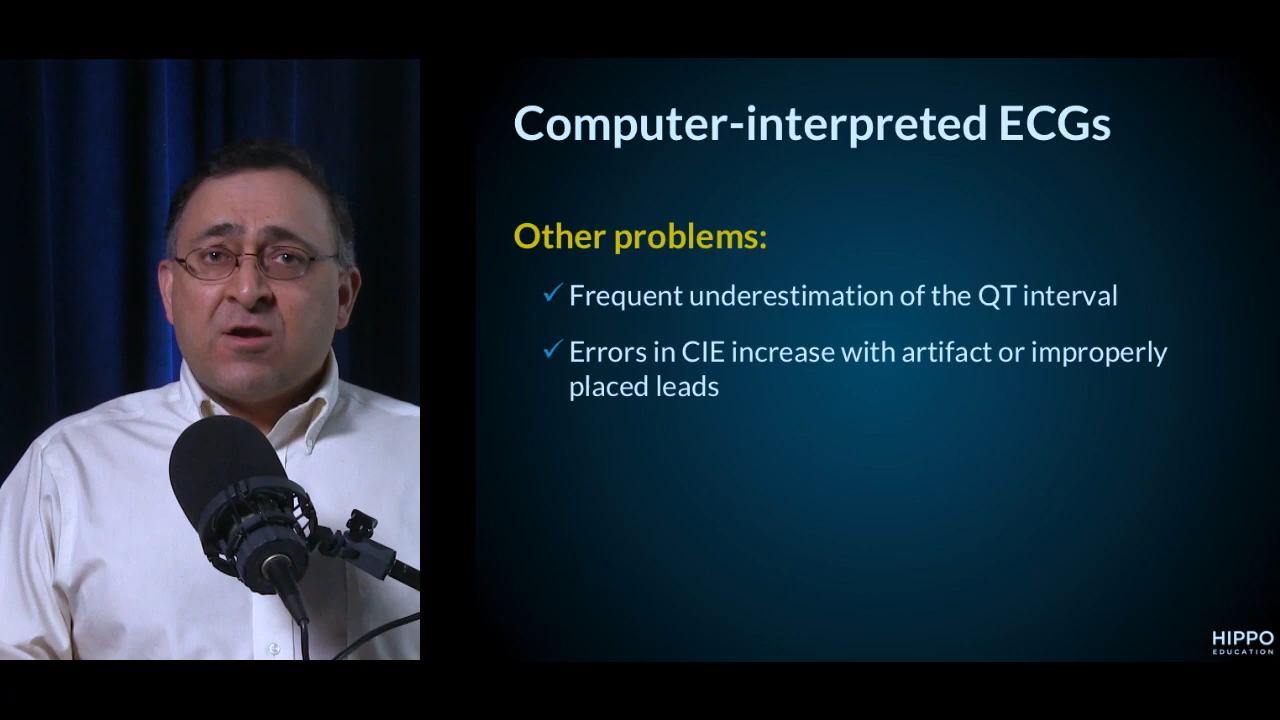 Computer-interpreted ECGs
Other problems:
✓ Frequent underestimation of the QT interval
✓ Errors in CIE increase with artifact or improperly
placed leads
HIPPO
EDUCATION